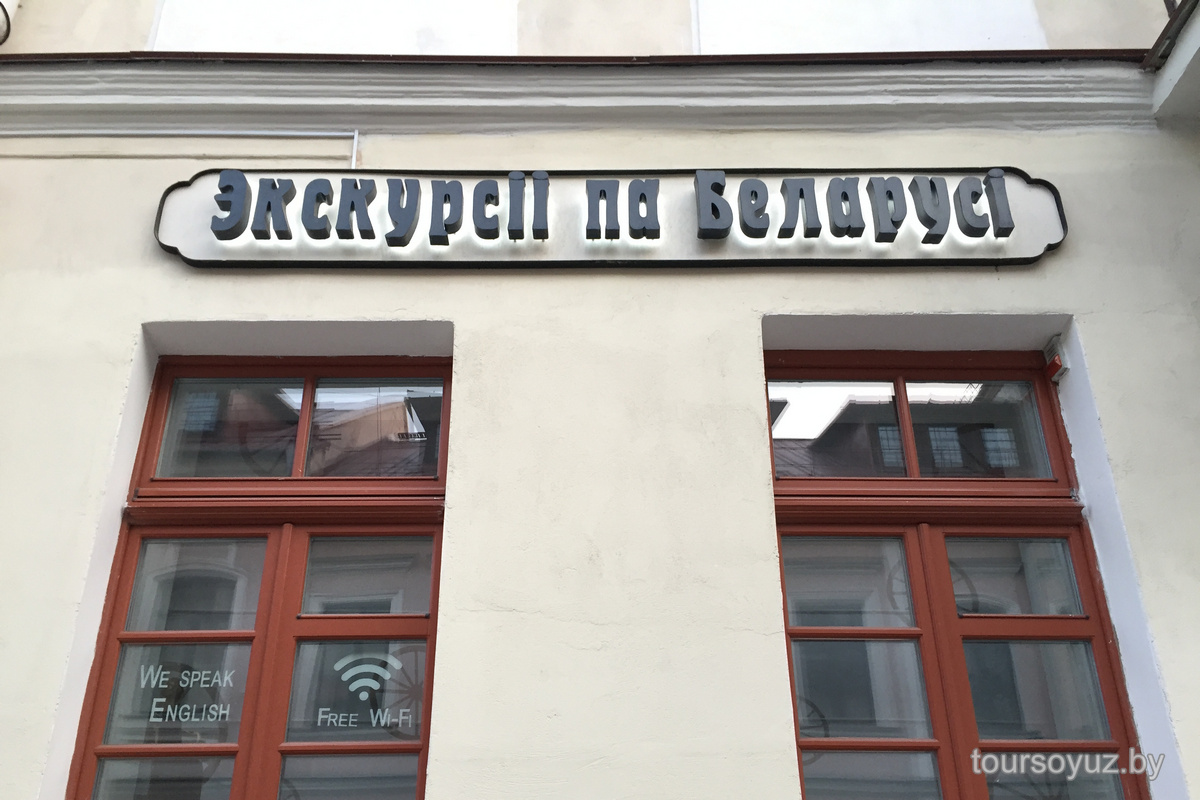 Экскурсіі па Беларусі
We speak
English
Free Wi-Fi
toursoyuz.by